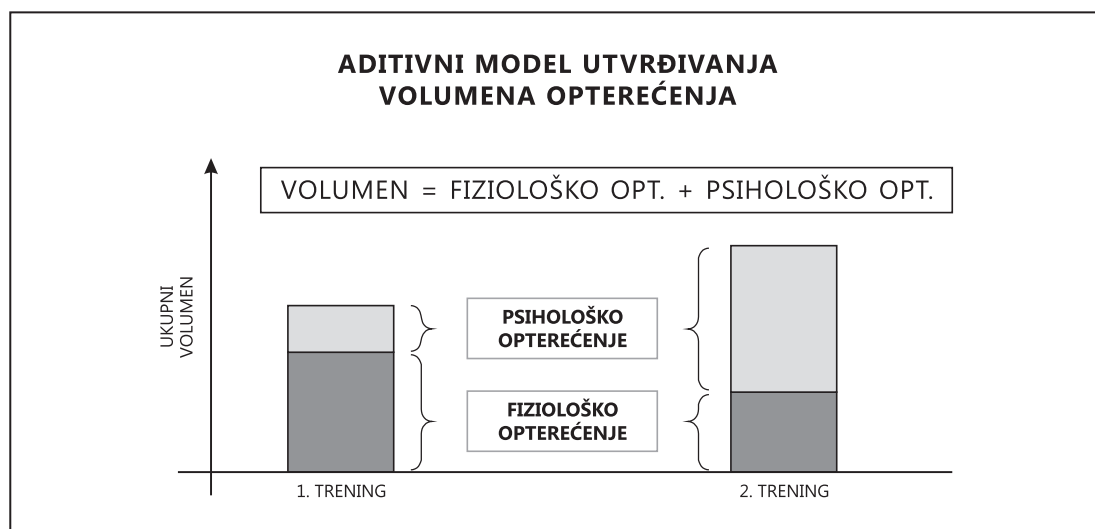 ADITIVNI MODEL UTVRĐIVANJA
VOLUMENA OPTEREĆENJA
VOLUMEN = FIZIOLOŠKO OPT. + PSIHOLOŠKO OPT.
UKUPNI
VOLUMEN
PSIHOLOŠKO
OPTEREĆENJE
FIZIOLOŠKO
OPTEREĆENJE
1. TRENING
2. TRENING